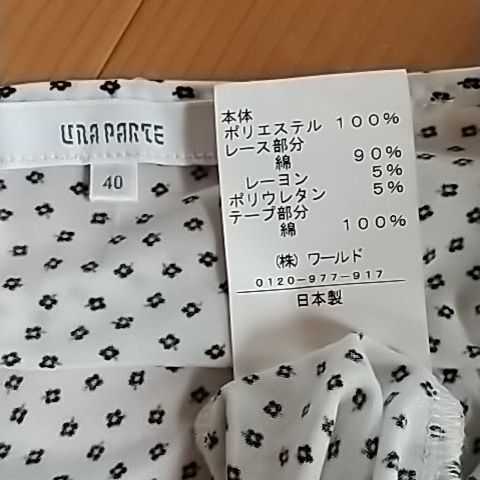 UNA PARTE
40
本体
ポリエステル 100%
レース部分
綿 90%
レーヨン 5%
ポリウレタン 5%
テープ部分
綿 100%
(株) ワールド
0120-977-917
日本製